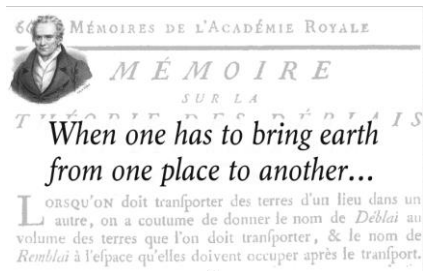 MÉMOIRES DE L'ACADÉMIE ROYALE
MÉMOIRE
SUR LA
When one has to bring earth
from one place to another...
LORSQU'ON doit tranſporter des terres d'un lieu dans un
autre, on a coutume de donner le nom de Déblai au
volume des terres que l'on doit tranſporter, & le nom de
Remblai à l'eſpace qu'elles doivent occuper après le tranſport.